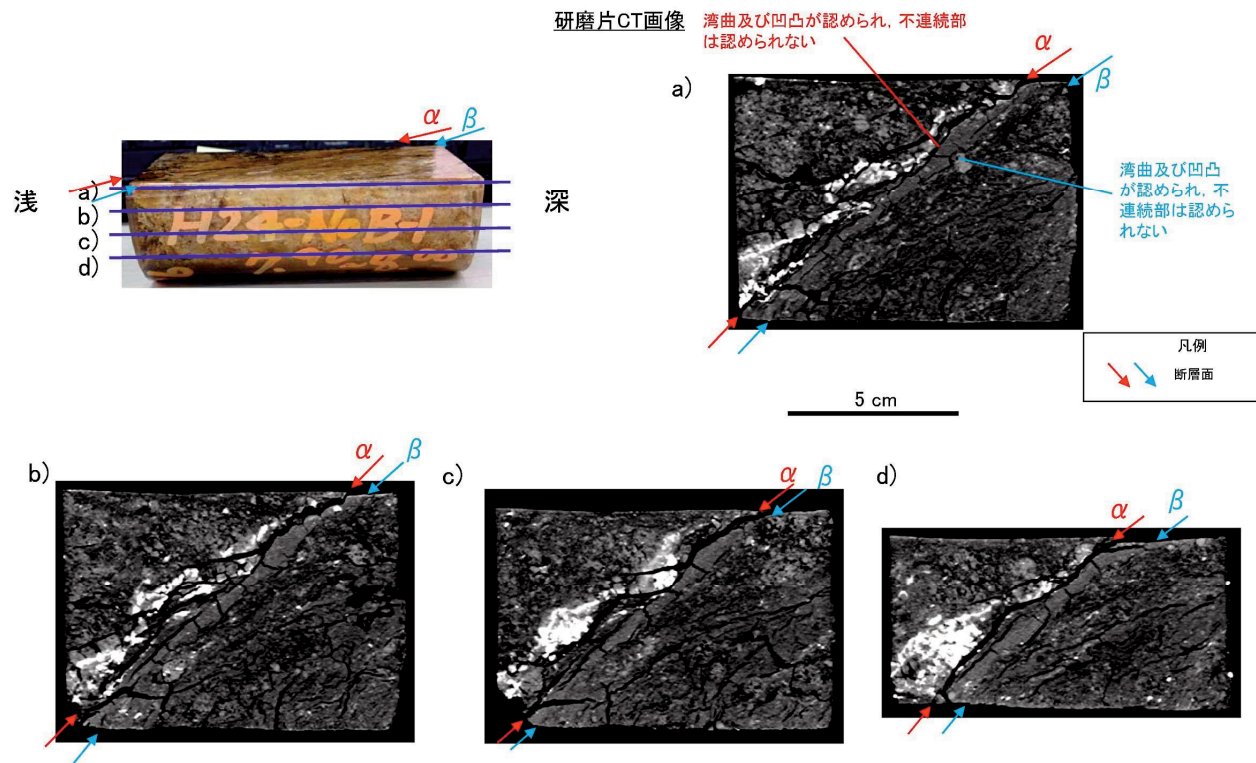 研磨片CT画像
湾曲及び凹凸が認められ，不連続部
は認められない
α
β
a)
湾曲及び凹凸
が認められ，不
連続部は認めら
れない
α
β
浅
深
a)
b)
c)
d)
H24-N B-1
凡例
断層面
5 cm
b)
α
β
c)
α
β
d)
α
β